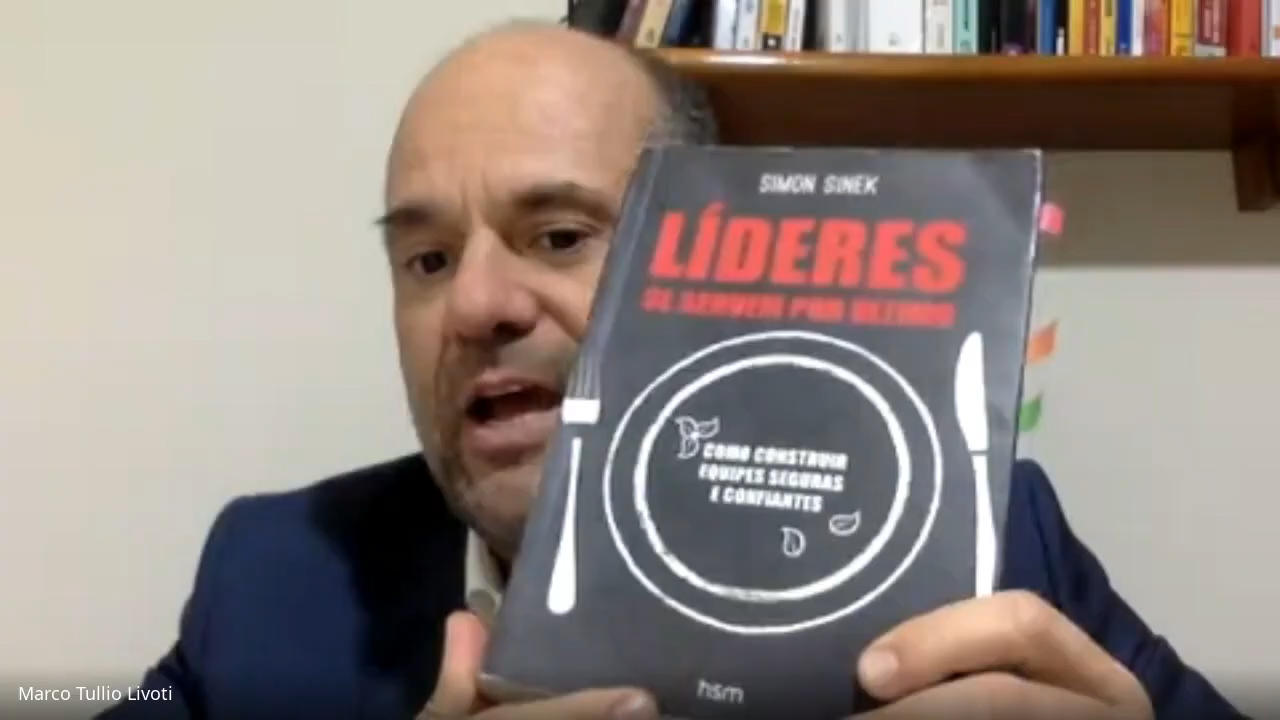 SIMON SINEK
LÍDERES
SE SERVEM POR ÚLTIMO
COMO CONSTRUIR
EQUIPES SEGURAS
E CONFIANTES
hsm
Marco Tullio Livoti